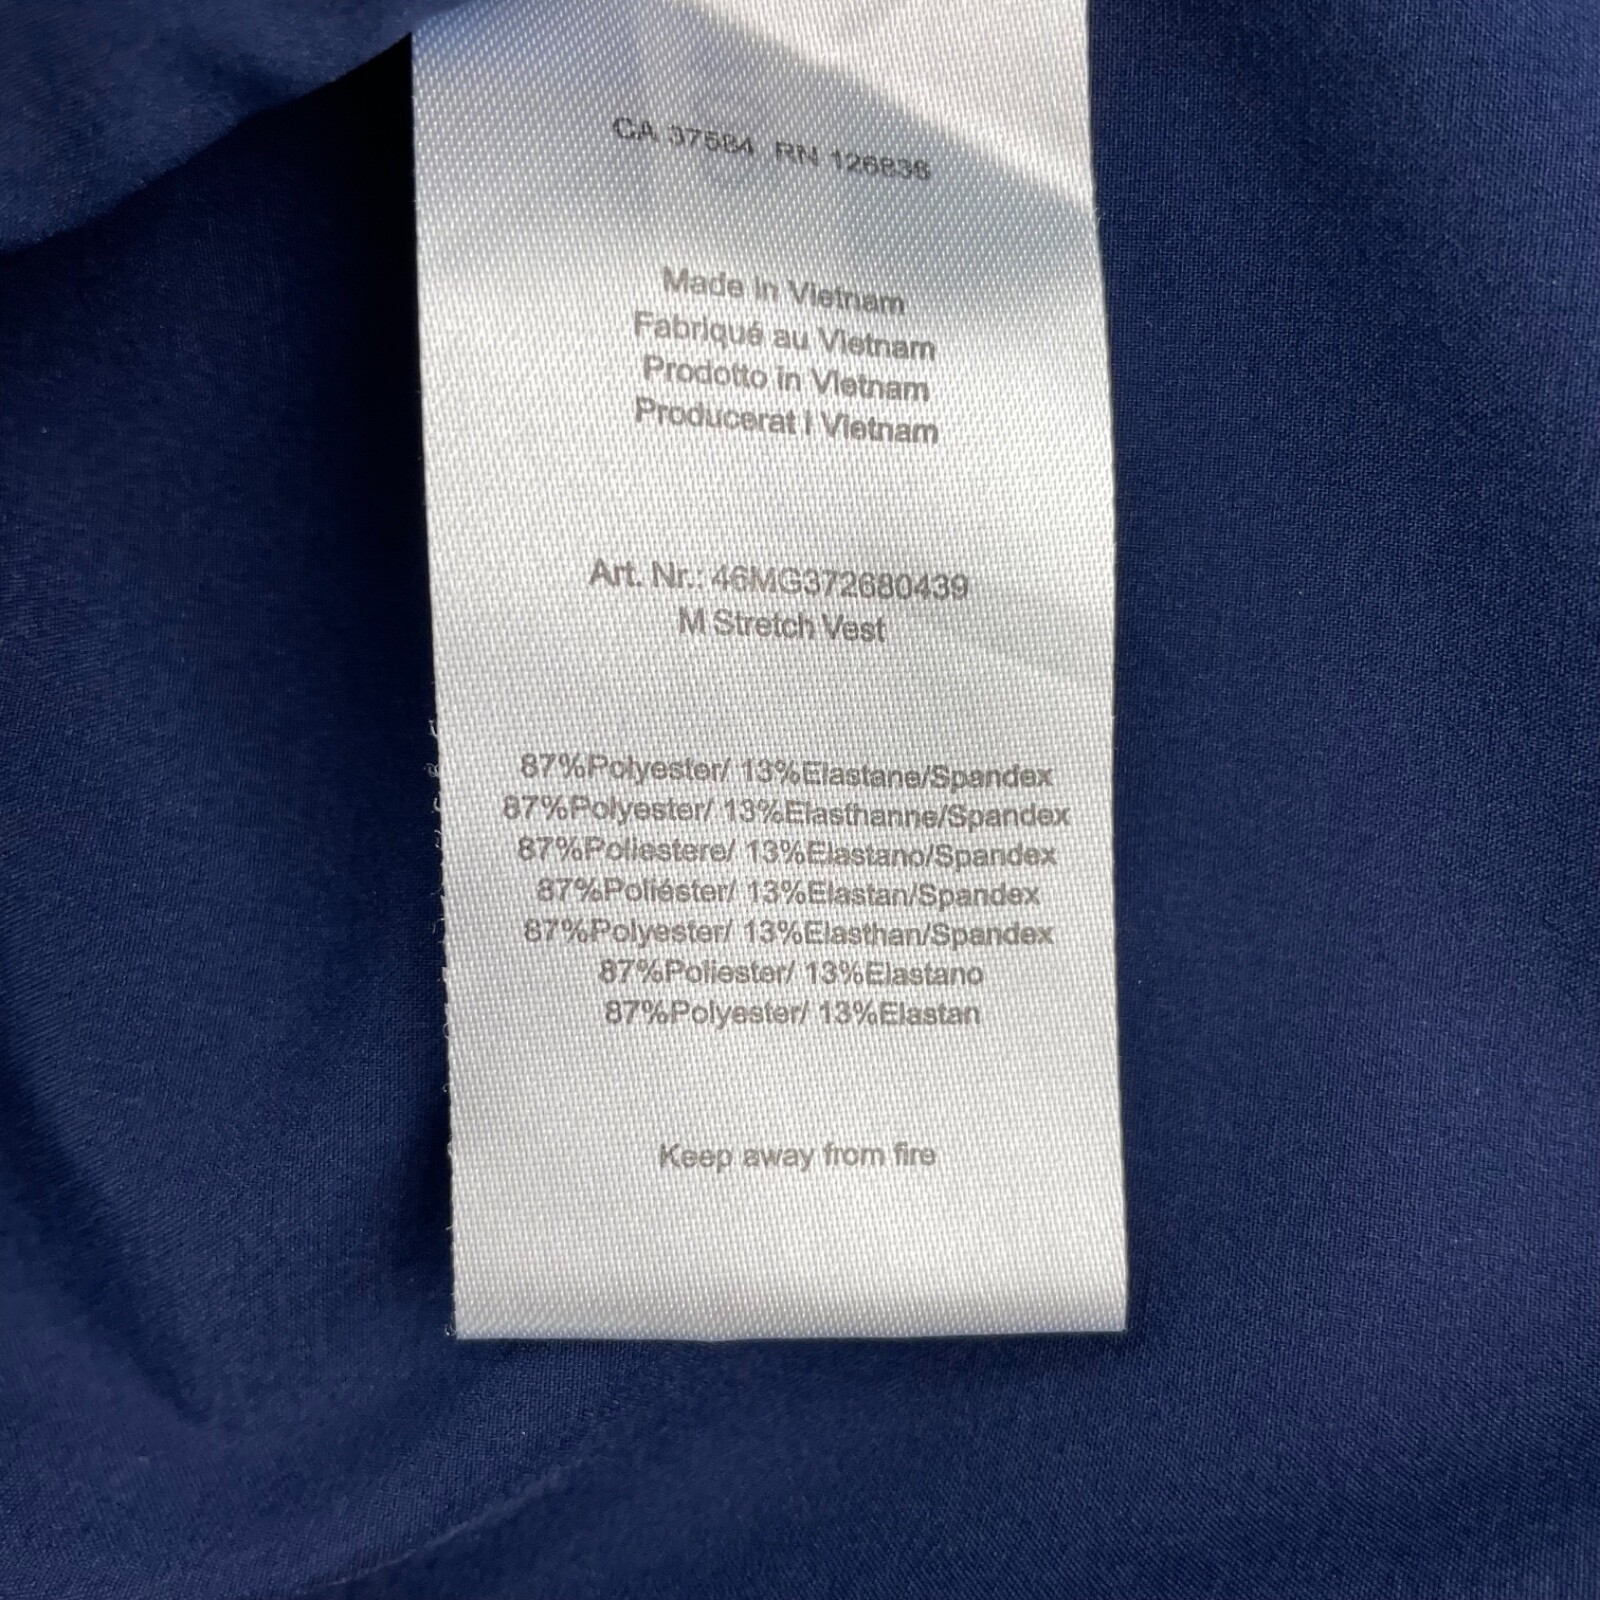 CA 37584 RN 126836
Made in Vietnam
Fabriqué au Vietnam
Prodotto in Vietnam
Producerat I Vietnam
Art. Nr.: 46MG372680439
M Stretch Vest
87%Polyester/ 13%Elastane/Spandex
87%Polyester/ 13%Elasthanne/Spandex
87%Poliestere/ 13%Elastano/Spandex
87%Poliéster/ 13%Elastan/Spandex
87%Polyester/ 13%Elasthan/Spandex
87%Poliester/ 13%Elastano
87%Polyester/ 13%Elastan
Keep away from fire